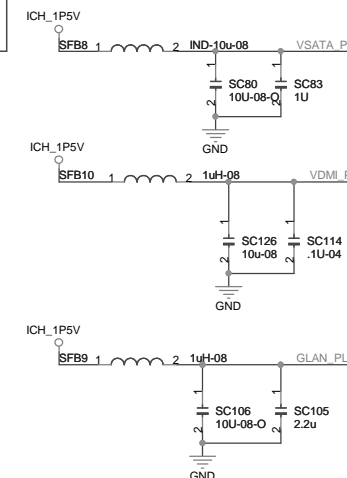 ICH_1P5V
SFB8 1 2 IND-10u-08 VSATA_P
1 1
SC80 SC83
10U-08-O 1U
2 2
GND
ICH_1P5V
SFB10 1 2 1uH-08 VDMI_P
1 1
SC126 SC114
10u-08 .1U-04
2 2
GND
ICH_1P5V
SFB9 1 2 1uH-08 GLAN_PL
1 1
SC106 SC105
10U-08-O 2.2u
2 2
GND